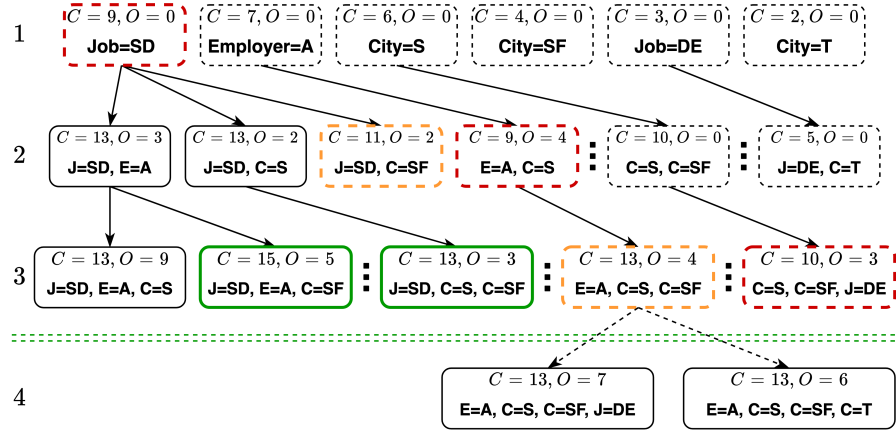 1
C = 9, O = 0
Job=SD
C = 7, O = 0
Employer=A
C = 6, O = 0
City=S
C = 4, O = 0
City=SF
C = 3, O = 0
Job=DE
C = 2, O = 0
City=T
2
C = 13, O = 3
J=SD, E=A
C = 13, O = 2
J=SD, C=S
C = 11, O = 2
J=SD, C=SF
C = 9, O = 4
E=A, C=S
C = 10, O = 0
C=S, C=SF
C = 5, O = 0
J=DE, C=T
3
C = 13, O = 9
J=SD, E=A, C=S
C = 15, O = 5
J=SD, E=A, C=SF
C = 13, O = 3
J=SD, C=S, C=SF
C = 13, O = 4
E=A, C=S, C=SF
C = 10, O = 3
C=S, C=SF, J=DE
4
C = 13, O = 7
E=A, C=S, C=SF, J=DE
C = 13, O = 6
E=A, C=S, C=SF, C=T